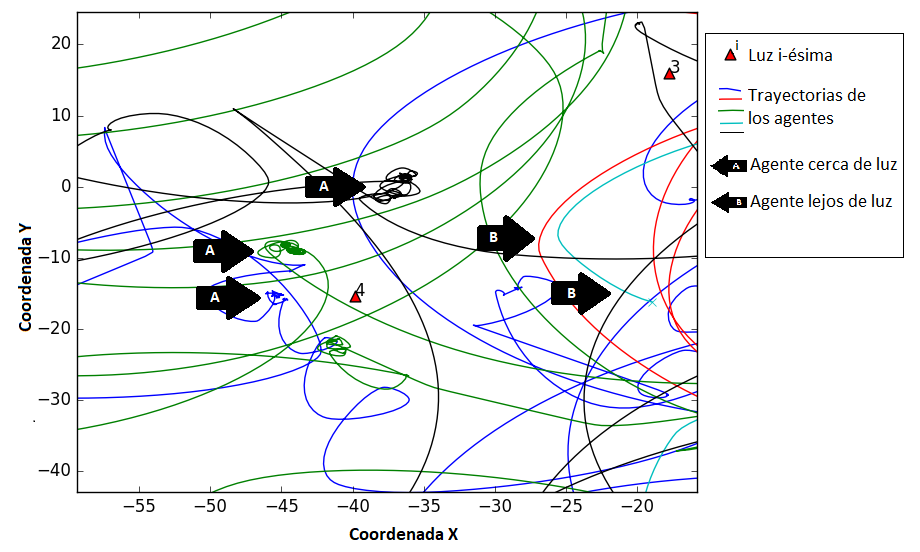 20
10
0
−10
−20
−30
−40
−55
−50
−45
−40
−35
−30
−25
−20
Coordenada Y
Coordenada X
3
4
A
A
A
B
B
i
Luz i-ésima
Trayectorias de
los agentes
A Agente cerca de luz
B Agente lejos de luz